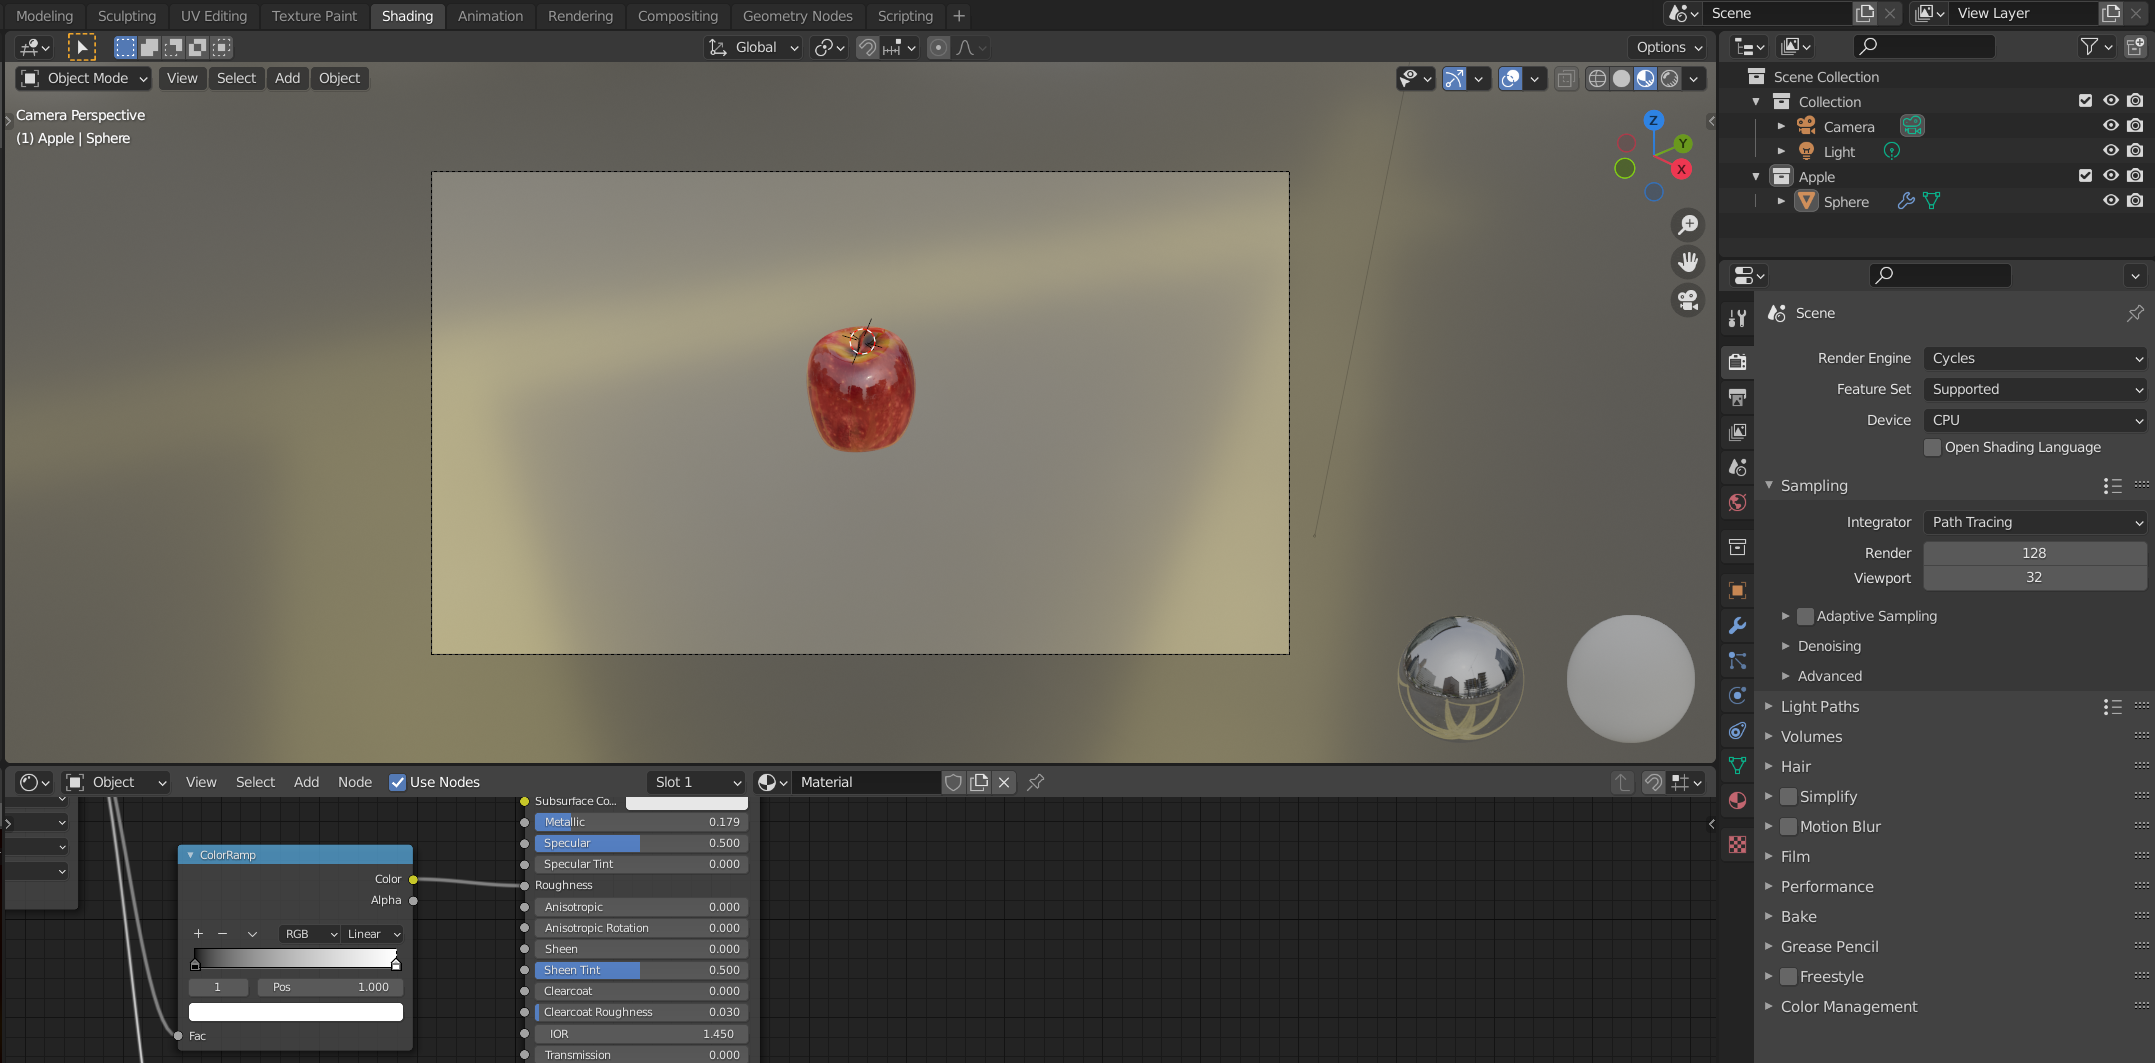 Modeling Sculpting UV Editing Texture Paint Shading Animation Rendering Compositing Geometry Nodes Scripting + Scene View Layer
Global Options
Object Mode View Select Add Object
Camera Perspective
(1) Apple | Sphere
Z
Y
X
Scene Collection
Collection
Camera
Light
Apple
Sphere
Scene
Render Engine Cycles
Feature Set Supported
Device CPU
Open Shading Language
Sampling
Integrator Path Tracing
Render 128
Viewport 32
Adaptive Sampling
Denoising
Advanced
Light Paths
Volumes
Hair
Simplify
Motion Blur
Film
Performance
Bake
Grease Pencil
Freestyle
Color Management
Object View Select Add Node Use Nodes Slot 1 Material
Subsurface Co...
Metallic 0.179
Specular 0.500
Specular Tint 0.000
Roughness
Anisotropic 0.000
Anisotropic Rotation 0.000
Sheen 0.000
Sheen Tint 0.500
Clearcoat 0.000
Clearcoat Roughness 0.030
IOR 1.450
Transmission 0.000
ColorRamp
Color
Alpha
+ − RGB Linear
1 Pos 1.000
Fac